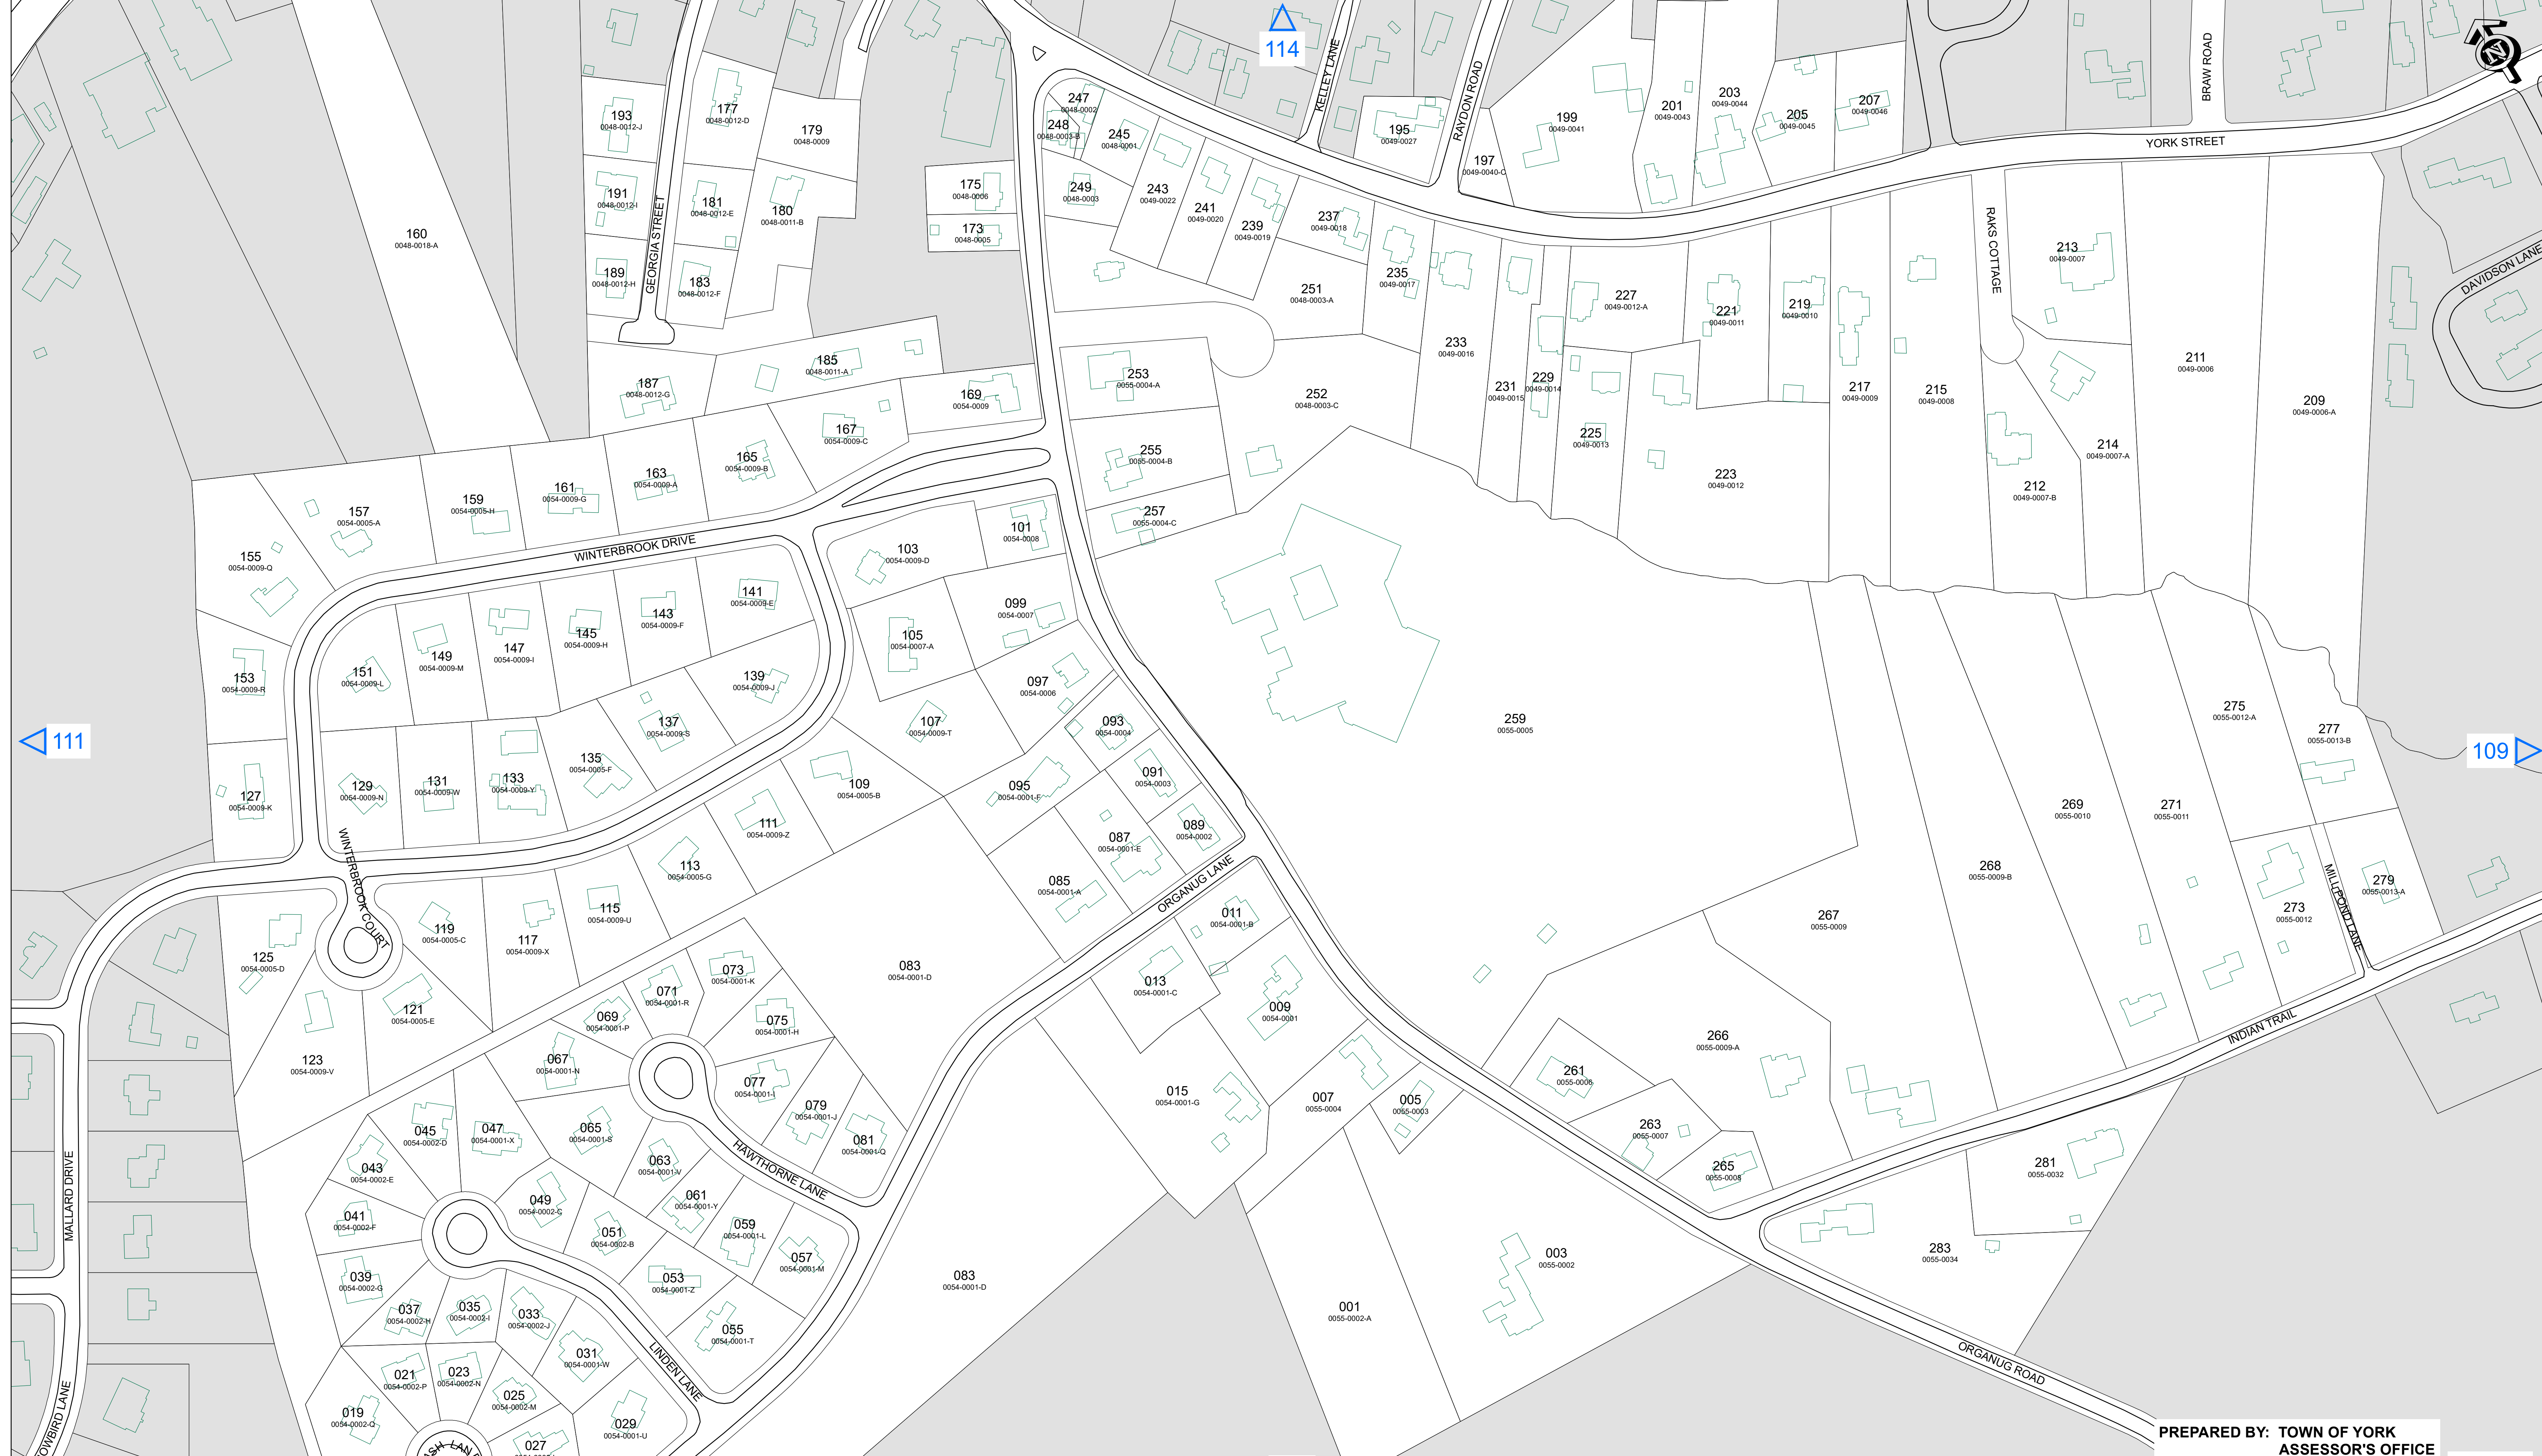 114
BRAW ROAD
KELLEY LANE
RAYDON ROAD
N
YORK STREET
193
0048-0012-J
177
0048-0012-D
179
0048-0009
247
0048-0002
248
0048-0003-B
245
0048-0001
195
0049-0027
197
0049-0040-C
199
0049-0041
201
0049-0043
203
0049-0044
205
0049-0045
207
0049-0046
191
0048-0012-I
181
0048-0012-E
180
0048-0011-B
175
0048-0006
173
0048-0005
249
0048-0003
243
0049-0022
241
0049-0020
239
0049-0019
237
0049-0018
235
0049-0017
160
0048-0018-A
GEORGIA STREET
189
0048-0012-H
183
0048-0012-F
251
0048-0003-A
233
0049-0016
231
0049-0015
229
0049-0014
227
0049-0012-A
221
0049-0011
219
0049-0010
217
0049-0009
215
0049-0008
RAKS COTTAGE
213
0049-0007
211
0049-0006
209
0049-0006-A
DAVIDSON LANE
187
0048-0012-G
185
0048-0011-A
169
0054-0009
253
0055-0004-A
252
0048-0003-C
225
0049-0013
223
0049-0012
212
0049-0007-B
214
0049-0007-A
167
0054-0009-C
165
0054-0009-B
163
0054-0009-A
161
0054-0009-G
159
0054-0005-H
157
0054-0005-A
155
0054-0009-Q
255
0055-0004-B
257
0055-0004-C
WINTERBROOK DRIVE
103
0054-0009-D
101
0054-0008
099
0054-0007
105
0054-0007-A
097
0054-0006
107
0054-0009-T
141
0054-0009-E
143
0054-0009-F
145
0054-0009-H
147
0054-0009-I
149
0054-0009-M
151
0054-0009-L
153
0054-0009-R
139
0054-0009-J
137
0054-0009-S
135
0054-0005-F
133
0054-0009-Y
131
0054-0009-W
129
0054-0009-N
127
0054-0009-K
111
109
093
0054-0004
091
0054-0003
089
0054-0002
095
0054-0001-F
087
0054-0001-E
085
0054-0001-A
259
0055-0005
275
0055-0012-A
277
0055-0013-B
269
0055-0010
271
0055-0011
268
0055-0009-B
267
0055-0009
273
0055-0012
279
0055-0013-A
MILL POND LANE
109
0054-0005-B
111
0054-0009-Z
113
0054-0005-G
115
0054-0009-U
117
0054-0009-X
119
0054-0005-C
WINTERBROOK COURT
121
0054-0005-E
123
0054-0009-V
125
0054-0005-D
ORGANUG LANE
011
0054-0001-B
013
0054-0001-C
009
0054-0001
083
0054-0001-D
073
0054-0001-K
071
0054-0001-R
069
0054-0001-P
067
0054-0001-N
075
0054-0001-H
077
0054-0001-I
079
0054-0001-J
081
0054-0001-Q
HAWTHORNE LANE
065
0054-0001-S
063
0054-0001-V
061
0054-0001-Y
059
0054-0001-L
057
0054-0001-M
015
0054-0001-G
007
0055-0004
005
0055-0003
261
0055-0006
263
0055-0007
265
0055-0008
266
0055-0009-A
INDIAN TRAIL
281
0055-0032
283
0055-0034
003
0055-0002
001
0055-0002-A
083
0054-0001-D
045
0054-0002-D
047
0054-0001-X
043
0054-0002-E
041
0054-0002-F
039
0054-0002-G
049
0054-0002-C
051
0054-0002-B
053
0054-0001-Z
055
0054-0001-T
037
0054-0002-H
035
0054-0002-I
033
0054-0002-J
031
0054-0001-W
LINDEN LANE
021
0054-0002-P
023
0054-0002-N
025
0054-0002-M
019
0054-0002-Q
029
0054-0001-U
027
MALLARD DRIVE
ORGANUG ROAD
PREPARED BY: TOWN OF YORK
ASSESSOR'S OFFICE